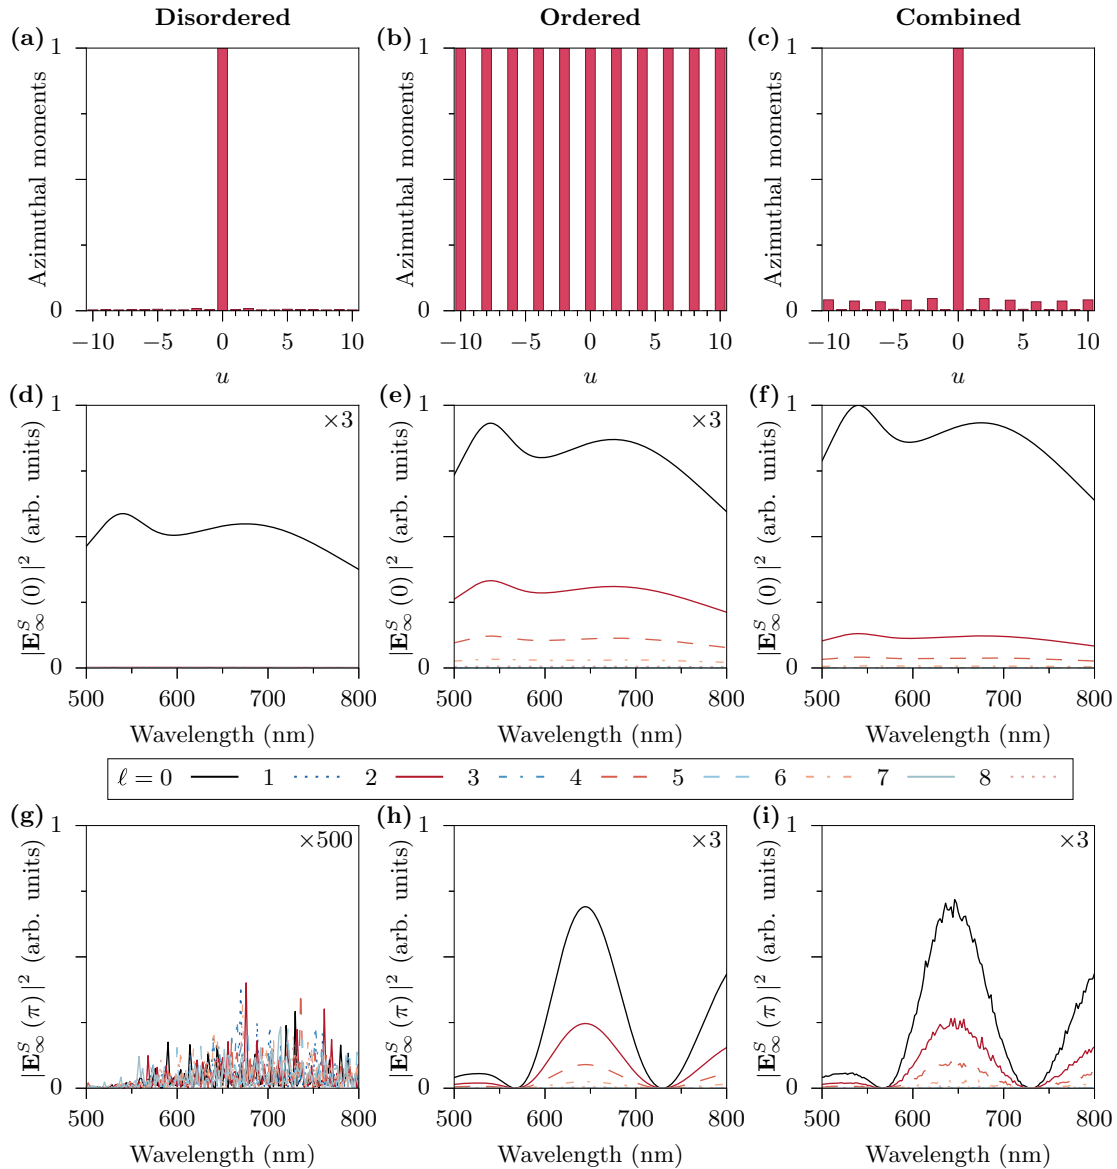 Disordered Ordered Combined
(a) (b) (c)
1 1 1
Azimuthal moments Azimuthal moments Azimuthal moments
0 0 0
−10 −5 0 5 10 −10 −5 0 5 10 −10 −5 0 5 10
u u u
(d) (e) (f)
1 ×3 1 ×3 1
|E^S_∞ (0) |^2 (arb. units) |E^S_∞ (0) |^2 (arb. units) |E^S_∞ (0) |^2 (arb. units)
0 0 0
500 600 700 800 500 600 700 800 500 600 700 800
Wavelength (nm) Wavelength (nm) Wavelength (nm)
ℓ = 0 1 2 3 4 5 6 7 8
(g) (h) (i)
1 ×500 1 ×3 1 ×3
|E^S_∞ (π) |^2 (arb. units) |E^S_∞ (π) |^2 (arb. units) |E^S_∞ (π) |^2 (arb. units)
0 0 0
500 600 700 800 500 600 700 800 500 600 700 800
Wavelength (nm) Wavelength (nm) Wavelength (nm)